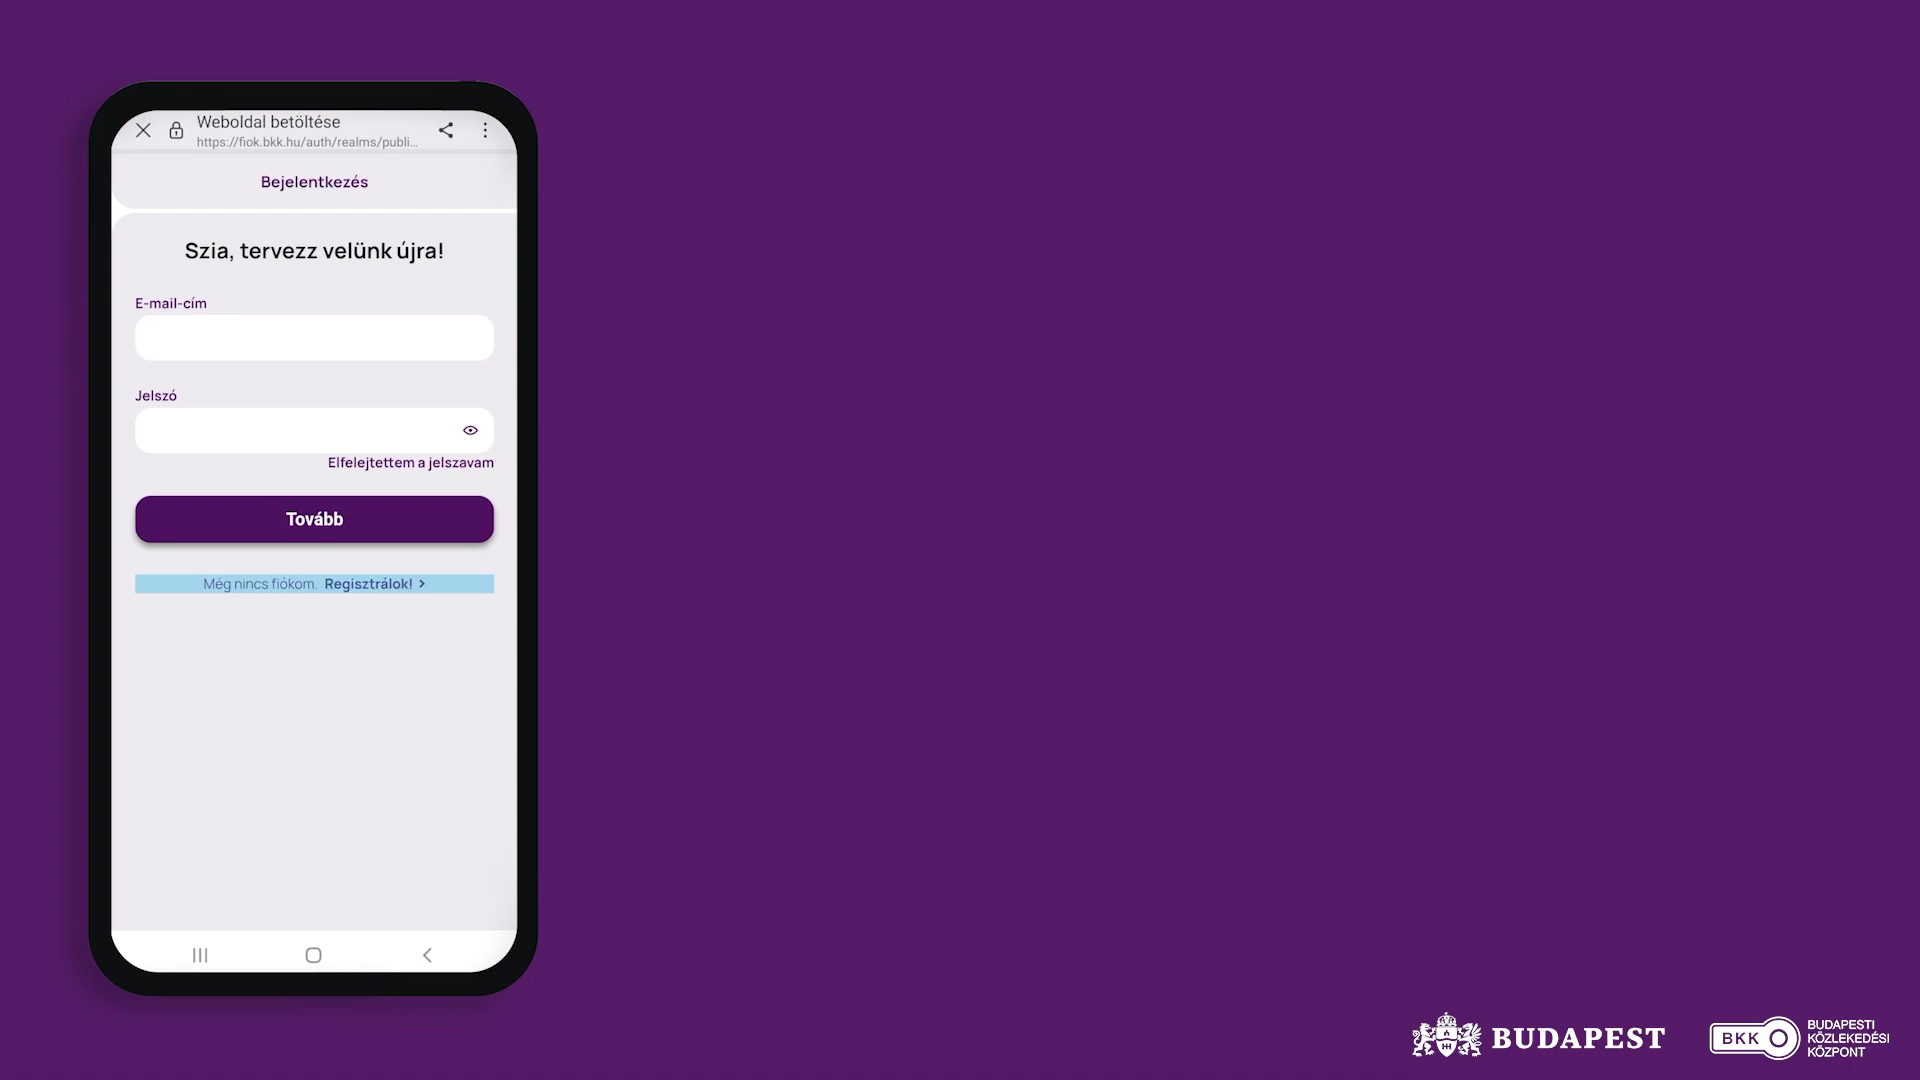 Weboldal betöltése
https://fiok.bkk.hu/auth/realms/publi...
Bejelentkezés
Szia, tervezz velünk újra!
E-mail-cím
Jelszó
Elfelejtettem a jelszavam
Tovább
Még nincs fiókom. Regisztrálok! >
BUDAPEST
BKK
BUDAPESTI
KÖZLEKEDÉSI
KÖZPONT